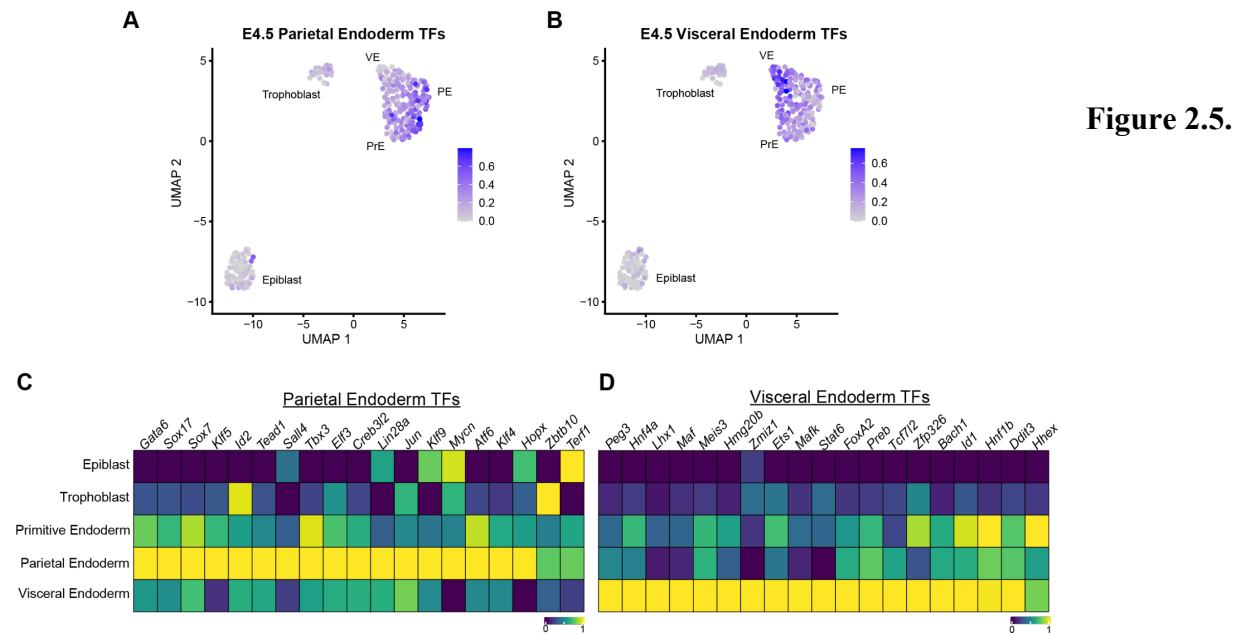 A
B
E4.5 Parietal Endoderm TFs
E4.5 Visceral Endoderm TFs
Figure 2.5.
5
0
−5
−10
UMAP 2
−10
−5
0
5
UMAP 1
VE
PE
PrE
Trophoblast
Epiblast
0.6
0.4
0.2
0.0
5
0
−5
−10
UMAP 2
−10
−5
0
5
UMAP 1
VE
PE
PrE
Trophoblast
Epiblast
0.6
0.4
0.2
0.0
C
Parietal Endoderm TFs
Gata6
Sox17
Sox7
Klf5
Id2
Tead1
Sall4
Tbx3
Elf3
Creb3l2
Lin28a
Jun
Klf9
Mycn
Atf6
Klf4
Hopx
Zbtb10
Terf1
Epiblast
Trophoblast
Primitive Endoderm
Parietal Endoderm
Visceral Endoderm
0
1
D
Visceral Endoderm TFs
Peg3
Hnf4a
Lhx1
Maf
Meis3
Hmg20b
Zmiz1
Ets1
Mafk
Stat6
FoxA2
Preb
Tcf7l2
Zfp326
Bach1
Id1
Hnf1b
Ddit3
Hhex
0
1